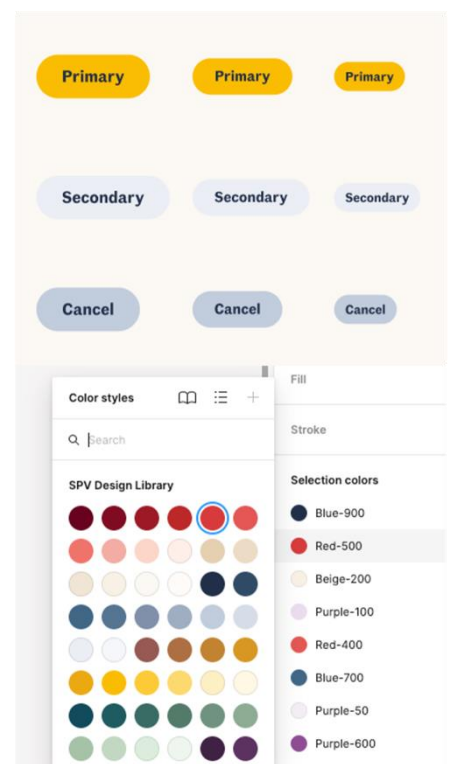 Primary Primary Primary
Secondary Secondary Secondary
Cancel Cancel Cancel
Color styles
Search
SPV Design Library
Fill
Stroke
Selection colors
Blue-900
Red-500
Beige-200
Purple-100
Red-400
Blue-700
Purple-50
Purple-600